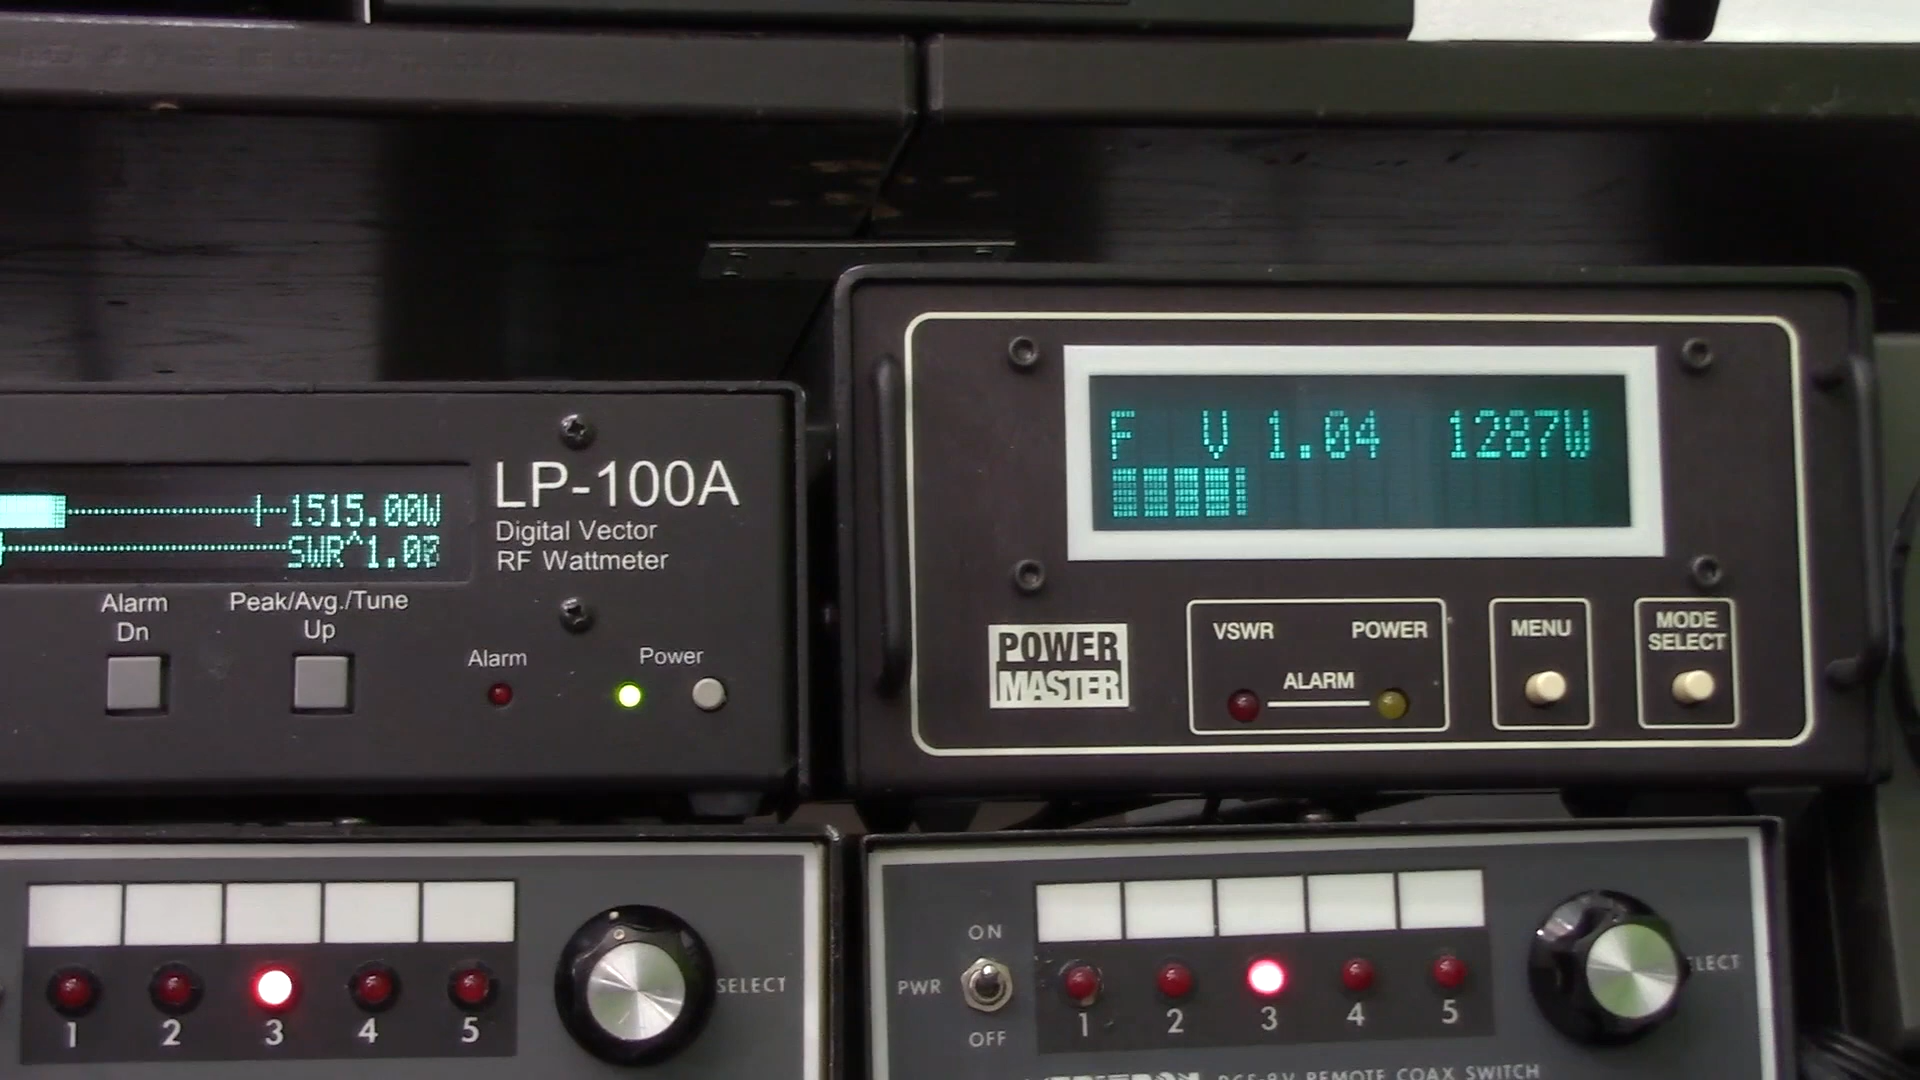 1515.00W
SWR^1.00
LP-100A
Digital Vector
RF Wattmeter
Alarm
Dn
Peak/Avg./Tune
Up
Alarm
Power
F V 1.04 1287W
POWER
MASTER
VSWR
POWER
ALARM
MENU
MODE
SELECT
1 2 3 4 5
SELECT
ON
PWR
OFF
1 2 3 4 5
REMOTE COAX SWITCH